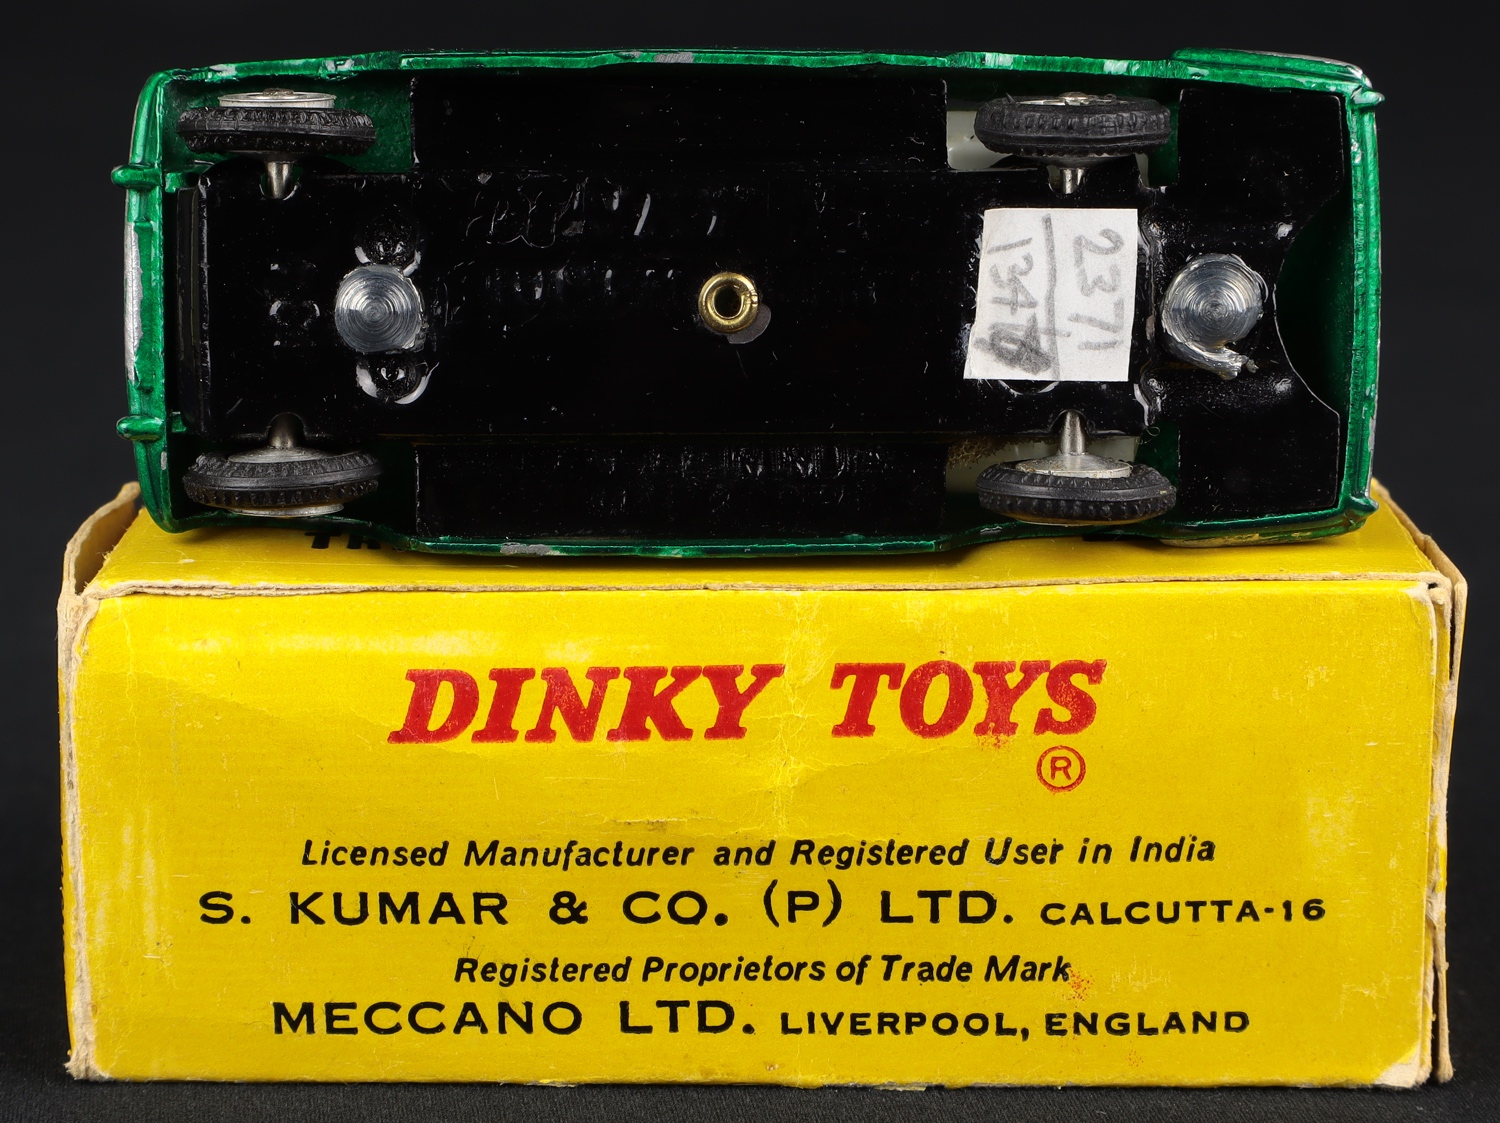 2371
134
DINKY TOYS
®
Licensed Manufacturer and Registered User in India
S. KUMAR & CO. (P) LTD. CALCUTTA-16
Registered Proprietors of Trade Mark
MECCANO LTD. LIVERPOOL, ENGLAND